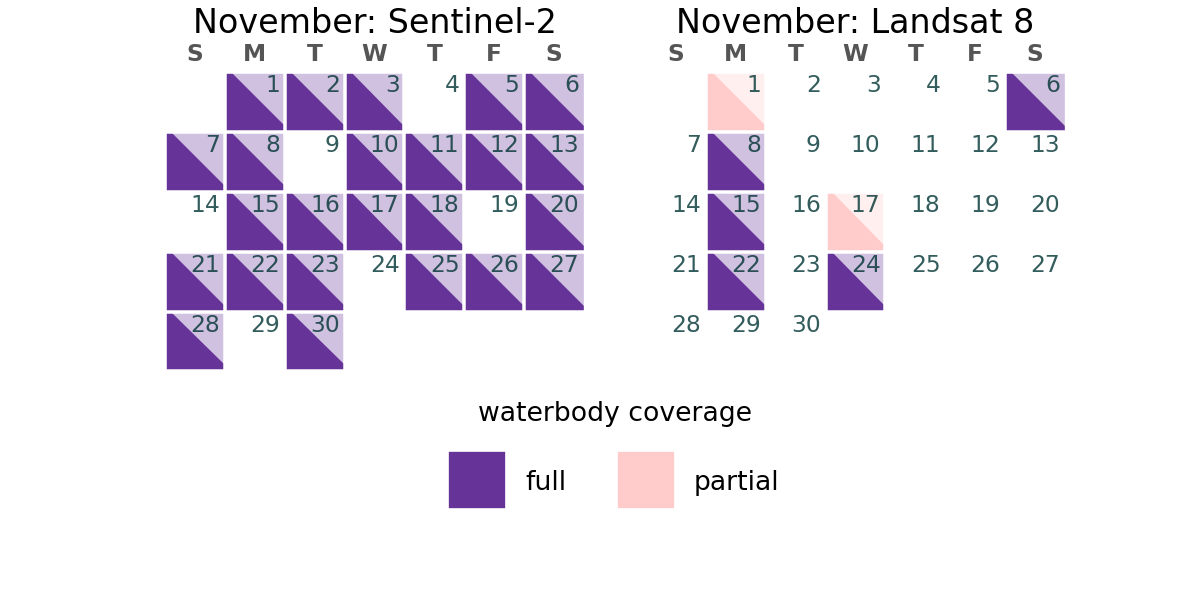 November: Sentinel-2
S M T W T F S
1 2 3 4 5 6
7 8 9 10 11 12 13
14 15 16 17 18 19 20
21 22 23 24 25 26 27
28 29 30
November: Landsat 8
S M T W T F S
1 2 3 4 5 6
7 8 9 10 11 12 13
14 15 16 17 18 19 20
21 22 23 24 25 26 27
28 29 30
waterbody coverage
full partial